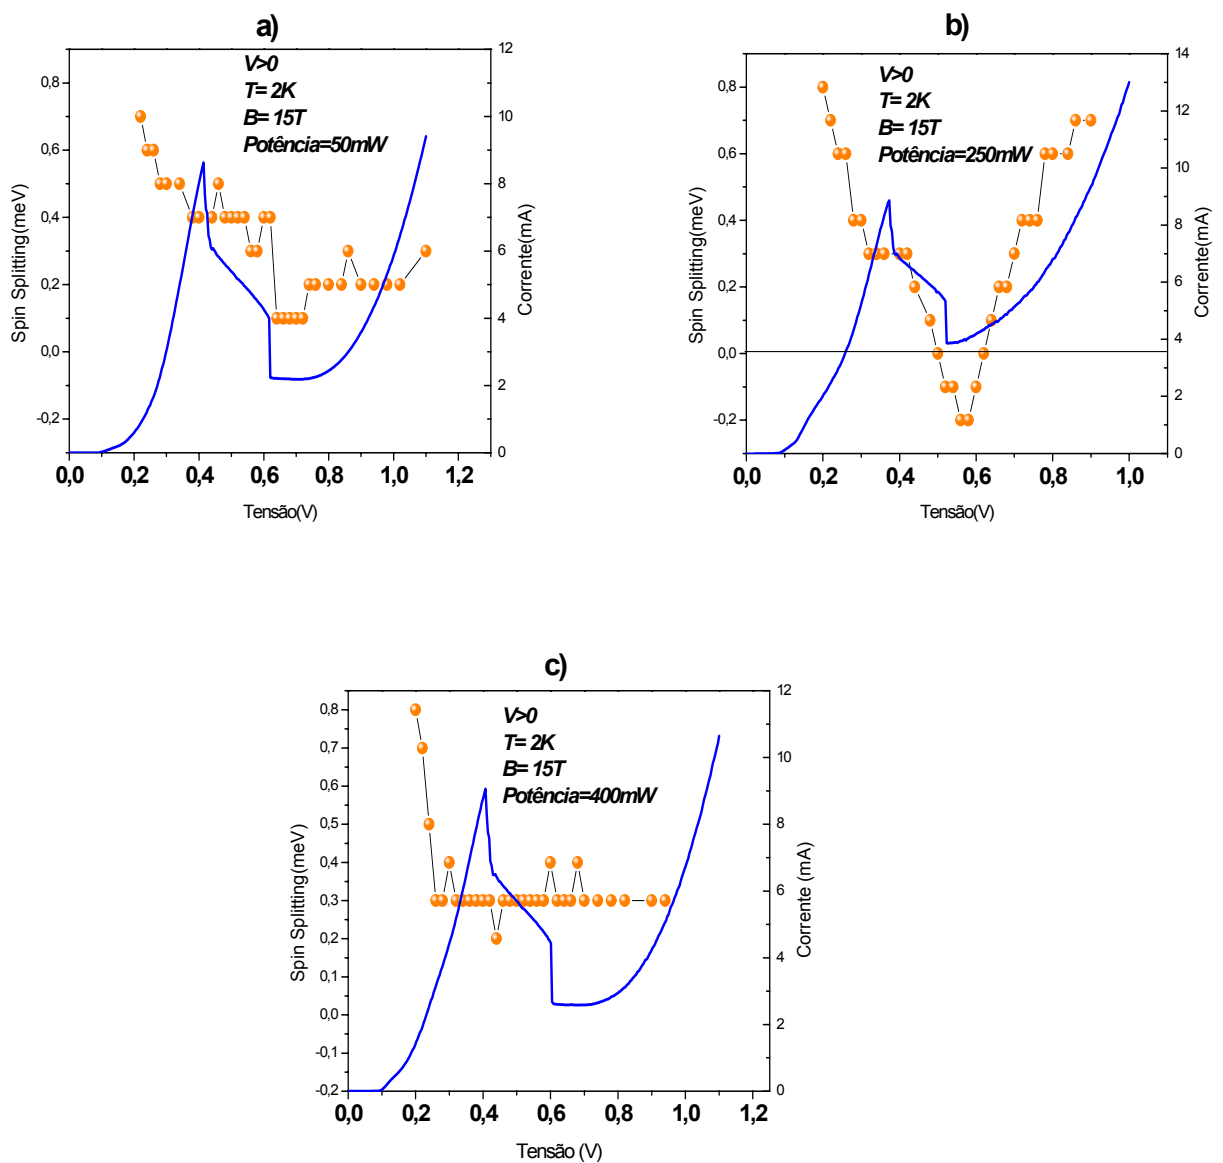 a)
V>0
T= 2K
B= 15T
Potência=50mW
Spin Splitting(meV)
0,8
0,6
0,4
0,2
0,0
-0,2
Corrente(mA)
12
10
8
6
4
2
0
0,0 0,2 0,4 0,6 0,8 1,0 1,2
Tensão(V)
b)
V>0
T= 2K
B= 15T
Potência=250mW
Spin Splitting(meV)
0,8
0,6
0,4
0,2
0,0
-0,2
Corrente(mA)
14
12
10
8
6
4
2
0
0,0 0,2 0,4 0,6 0,8 1,0
Tensão(V)
c)
V>0
T= 2K
B= 15T
Potência=400mW
Spin Splitting(meV)
0,8
0,7
0,6
0,5
0,4
0,3
0,2
0,1
0,0
-0,1
-0,2
Corrente (mA)
12
10
8
6
4
2
0
0,0 0,2 0,4 0,6 0,8 1,0 1,2
Tensão (V)